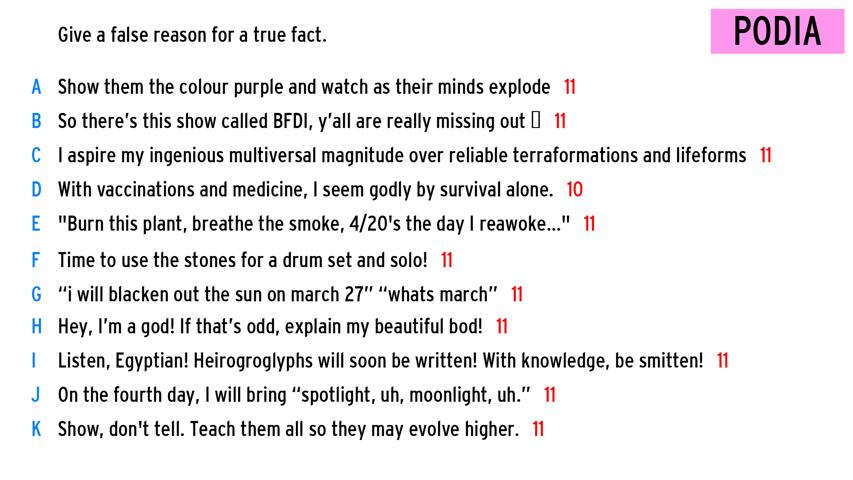 Give a false reason for a true fact.
PODIA
A Show them the colour purple and watch as their minds explode 11
B So there’s this show called BFDI, y’all are really missing out ▯ 11
C I aspire my ingenious multiversal magnitude over reliable terraformations and lifeforms 11
D With vaccinations and medicine, I seem godly by survival alone. 10
E "Burn this plant, breathe the smoke, 4/20's the day I reawoke..." 11
F Time to use the stones for a drum set and solo! 11
G “i will blacken out the sun on march 27” “whats march” 11
H Hey, I’m a god! If that’s odd, explain my beautiful bod! 11
I Listen, Egyptian! Heirogroglyphs will soon be written! With knowledge, be smitten! 11
J On the fourth day, I will bring “spotlight, uh, moonlight, uh.” 11
K Show, don't tell. Teach them all so they may evolve higher. 11